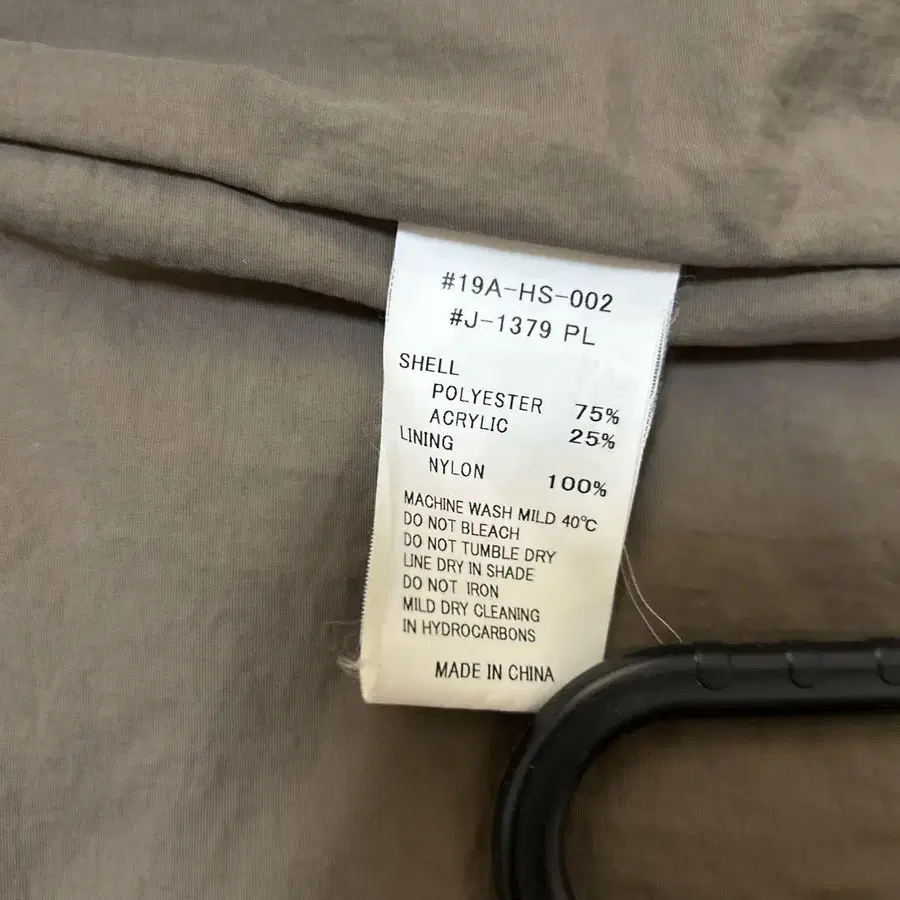 #19A-HS-002
#J-1379 PL
SHELL
POLYESTER 75%
ACRYLIC 25%
LINING
NYLON 100%
MACHINE WASH MILD 40℃
DO NOT BLEACH
DO NOT TUMBLE DRY
LINE DRY IN SHADE
DO NOT IRON
MILD DRY CLEANING
IN HYDROCARBONS
MADE IN CHINA